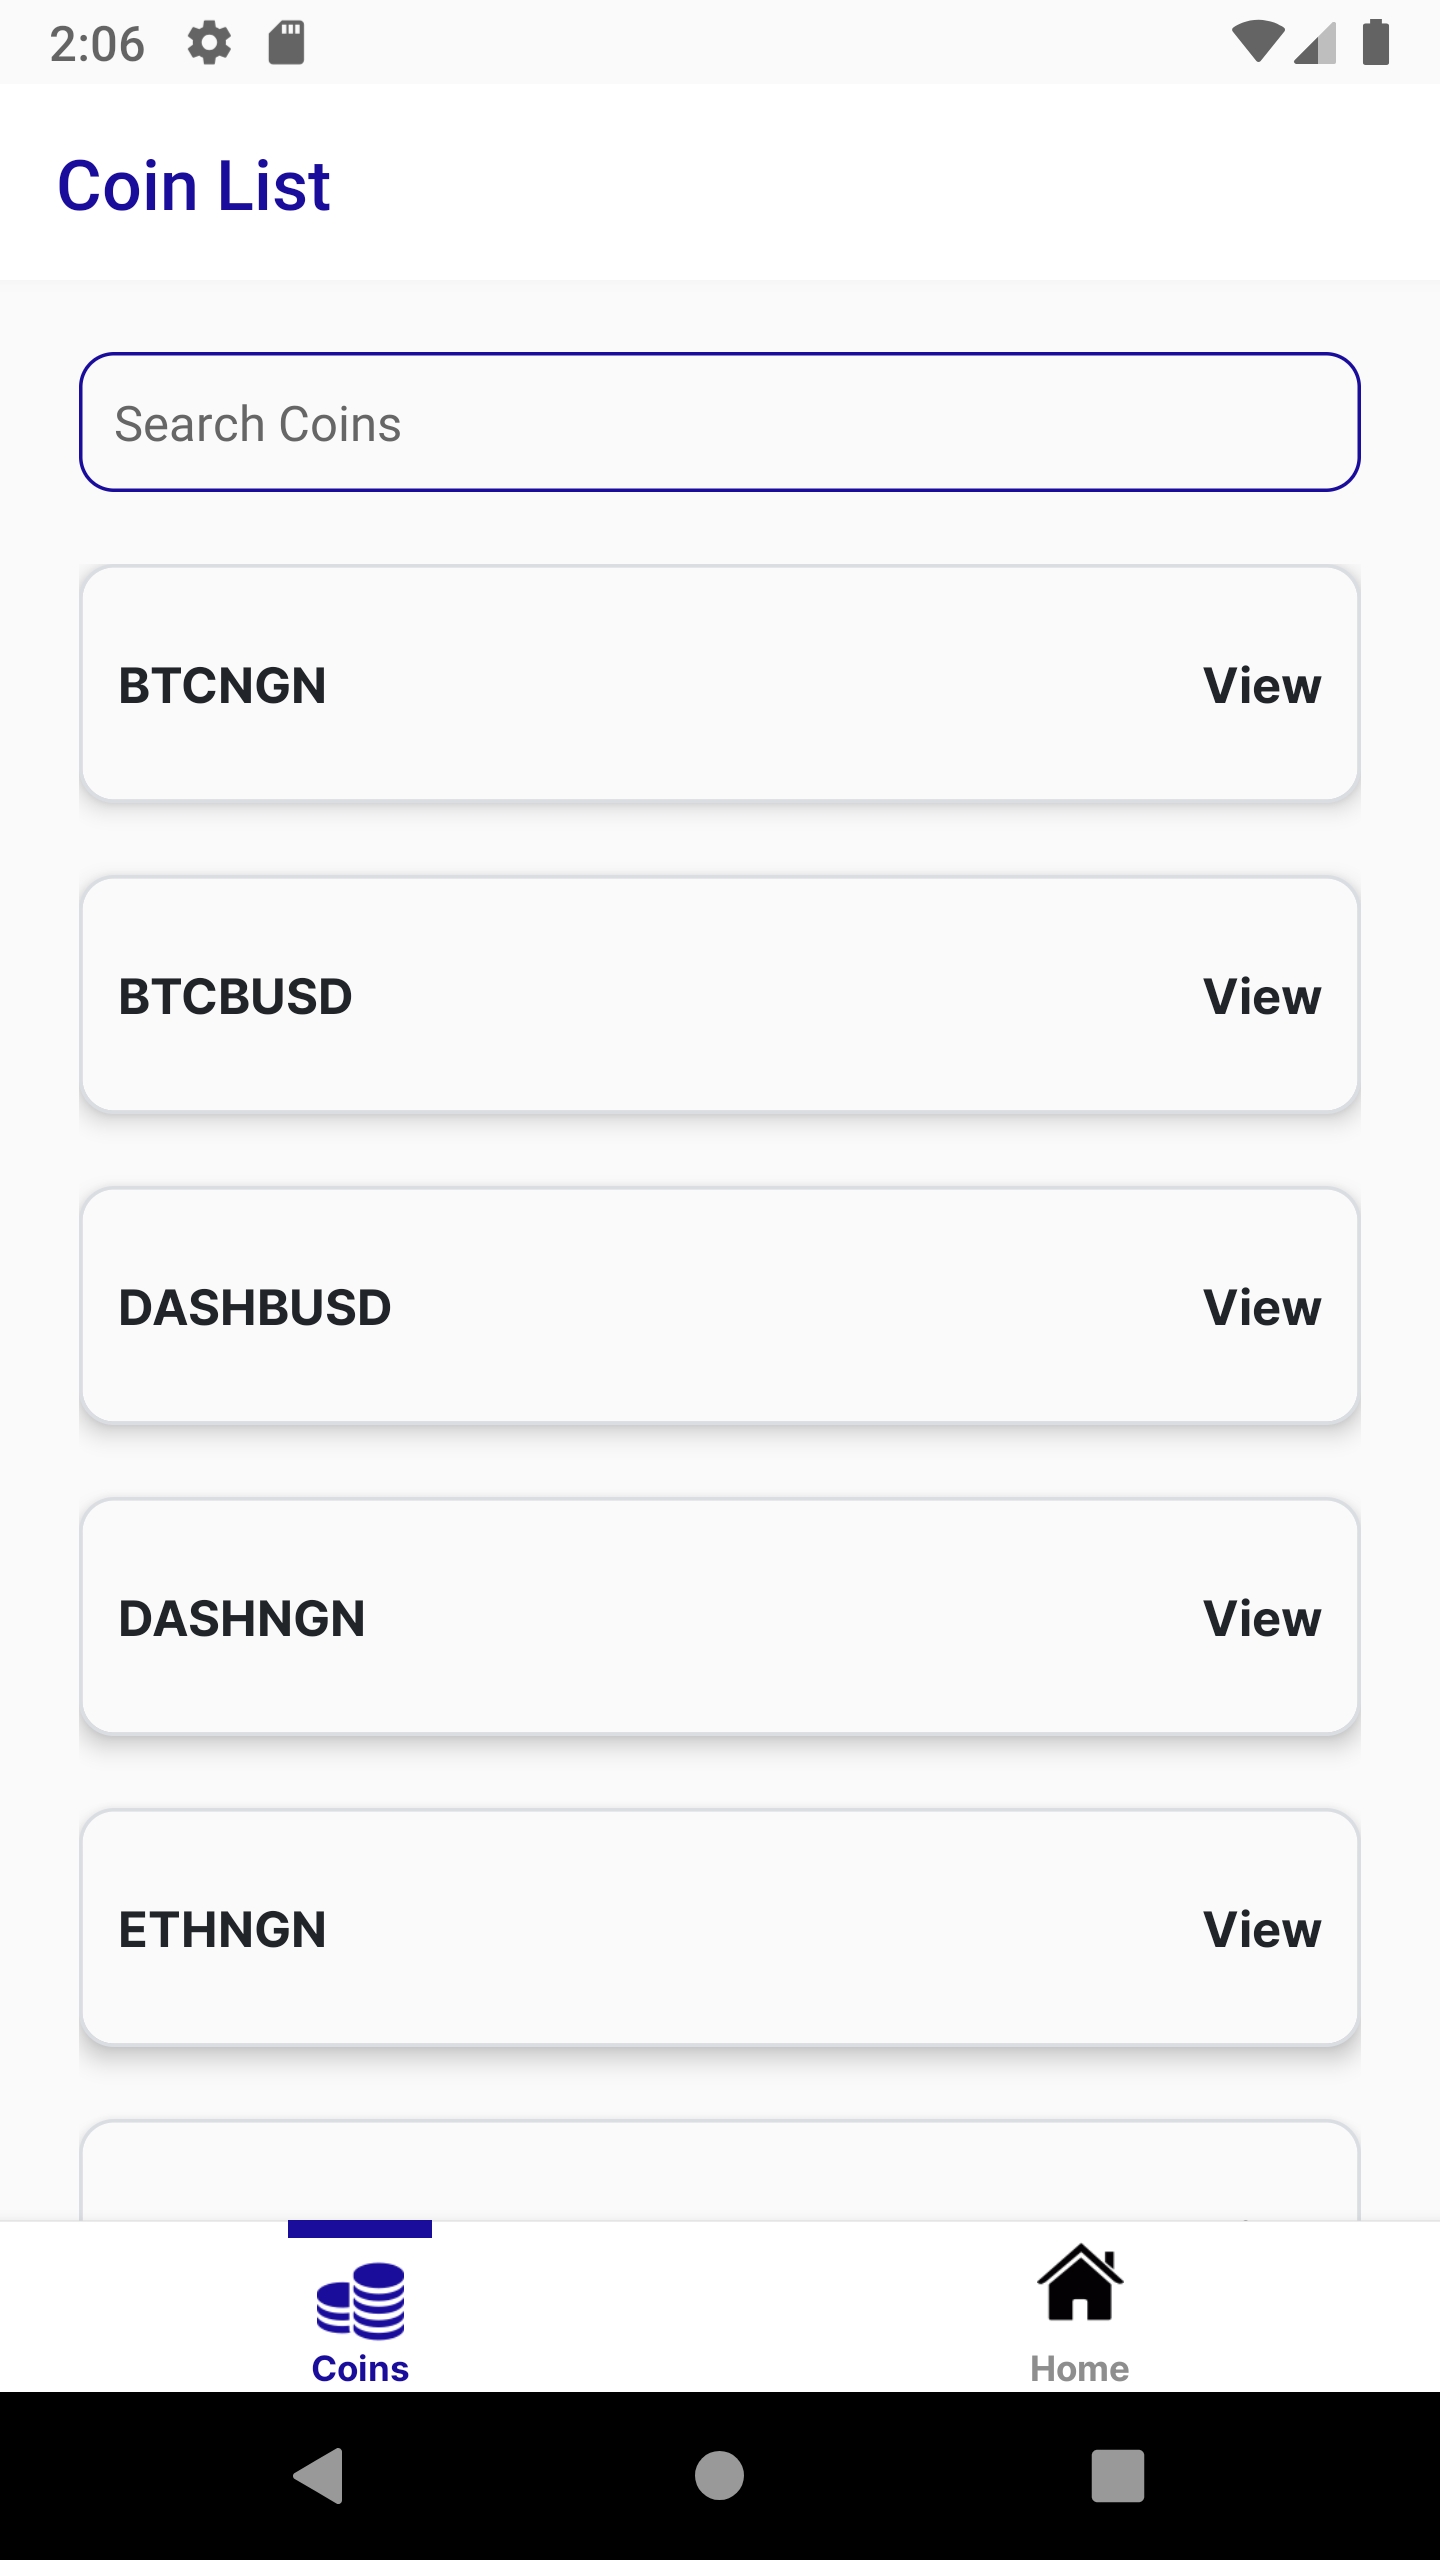 2:06
Coin List
Search Coins
BTCNGN View
BTCBUSD View
DASHBUSD View
DASHNGN View
ETHNGN View
Coins Home